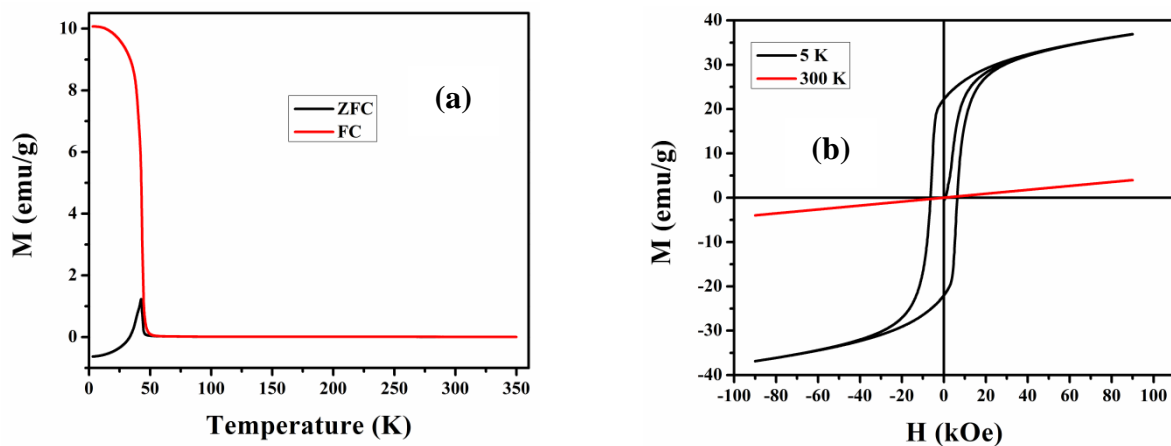 10
8
6
4
2
0
M (emu/g)
ZFC
FC
(a)
0 50 100 150 200 250 300 350
Temperature (K)
40
30
20
10
0
-10
-20
-30
-40
M (emu/g)
5 K
300 K
(b)
-100 -80 -60 -40 -20 0 20 40 60 80 100
H (kOe)